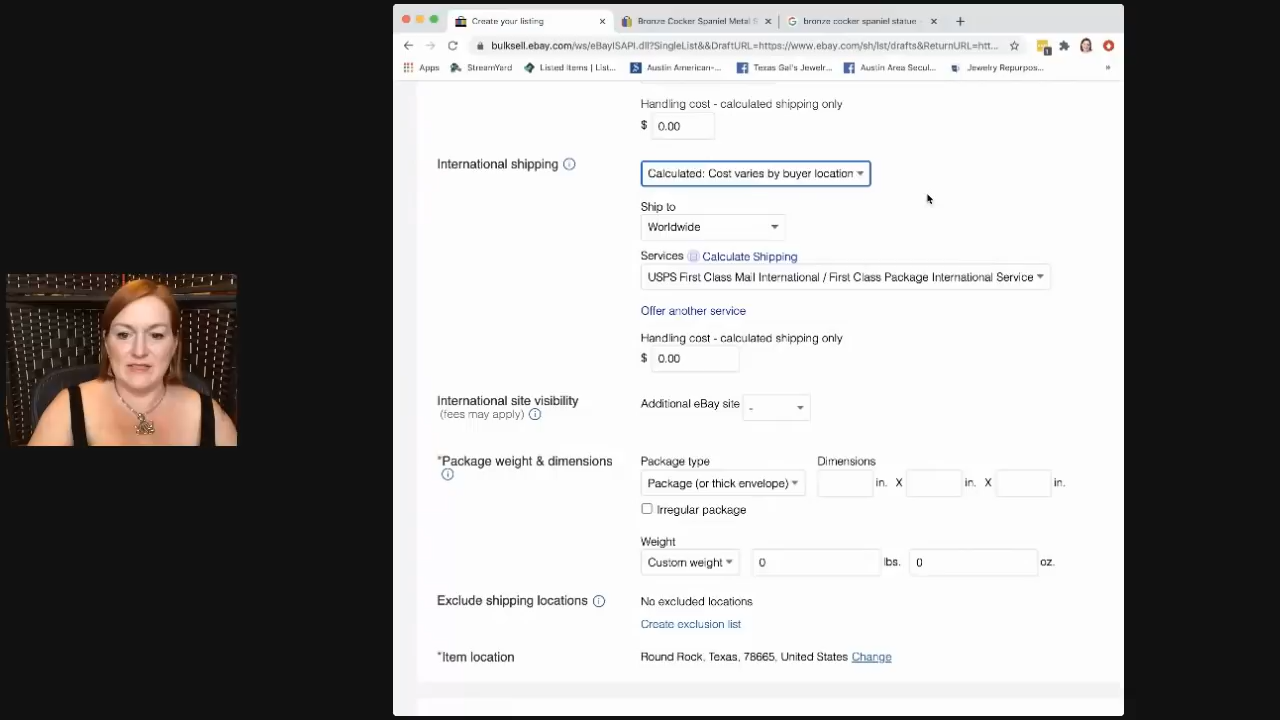 Create your listing
Bronze Cocker Spaniel Metal S
bronze cocker spaniel statue
bulksell.ebay.com/ws/eBayISAPI.dll?SingleList&&DraftURL=https://www.ebay.com/sh/lst/drafts&ReturnURL=htt...
Apps StreamYard Listed Items | List... Austin American-... Texas Gal's Jewelr... Austin Area Secul... Jewelry Repurpos... »
Handling cost - calculated shipping only
$ 0.00
International shipping
Calculated: Cost varies by buyer location
Ship to
Worldwide
Services Calculate Shipping
USPS First Class Mail International / First Class Package International Service
Offer another service
Handling cost - calculated shipping only
$ 0.00
International site visibility
(fees may apply)
Additional eBay site -
*Package weight & dimensions
Package type Dimensions
Package (or thick envelope) in. X in. X in.
Irregular package
Weight
Custom weight 0 lbs. 0 oz.
Exclude shipping locations
No excluded locations
Create exclusion list
*Item location Round Rock, Texas, 78665, United States Change